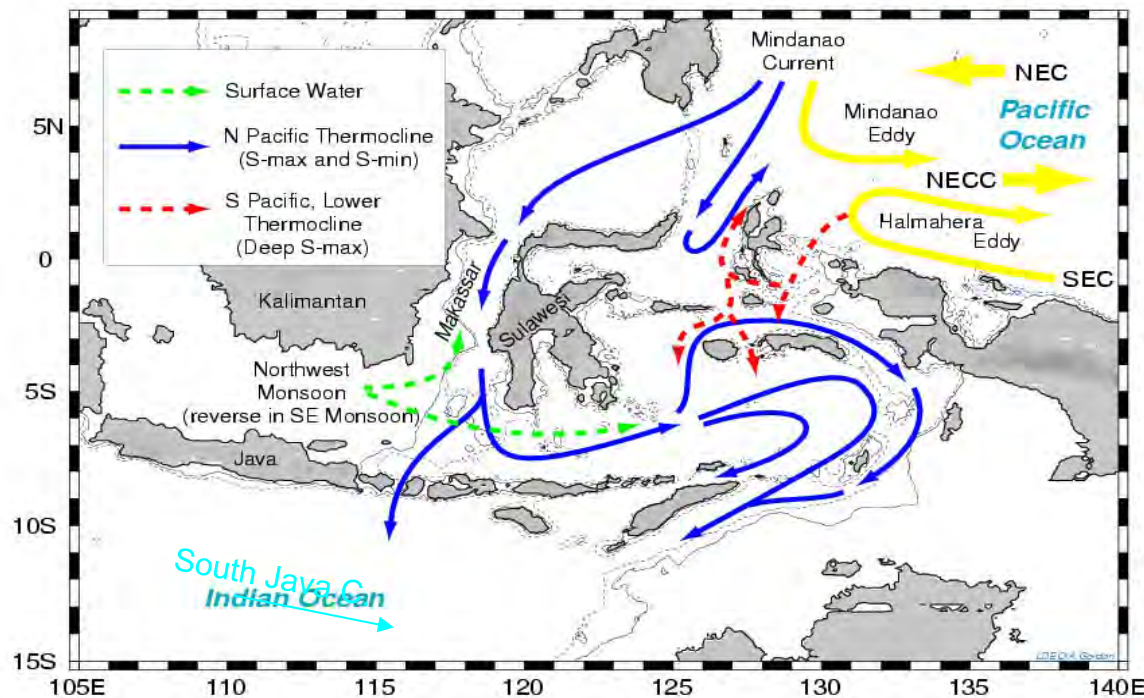 Surface Water
N Pacific Thermocline
(S-max and S-min)
S Pacific, Lower
Thermocline
(Deep S-max)
Mindanao
Current
NEC
Pacific
Ocean
Mindanao
Eddy
NECC
Halmahera
Eddy
SEC
5N
0
5S
10S
15S
Kalimantan
Makassar
Sulawesi
Northwest
Monsoon
(reverse in SE Monsoon)
Java
South Java C
Indian Ocean
105E
110
115
120
125
130
135
140E